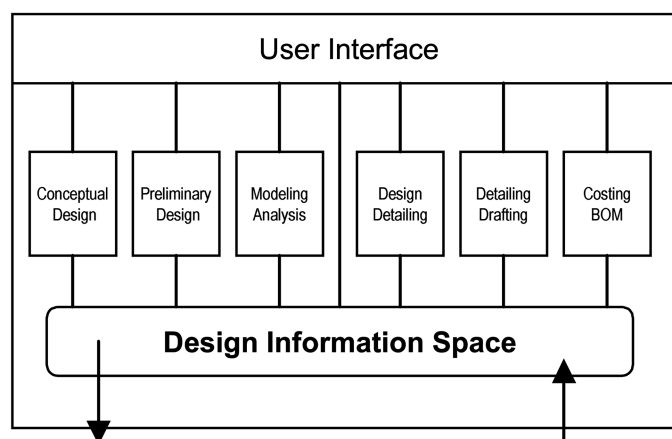 User Interface
Conceptual
Design
Preliminary
Design
Modeling
Analysis
Design
Detailing
Detailing
Drafting
Costing
BOM
Design Information Space